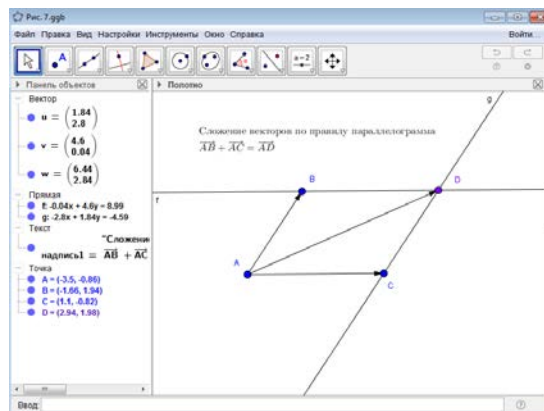 Рис. 7.ggb
Файл Правка Вид Настройки Инструменты Окно Справка
Войти...
A
a=2
Панель объектов
Полотно
Вектор
u = (1.84 2.8)
v = (4.6 0.04)
w = (6.44 2.84)
Прямая
f: -0.04x + 4.6y = 8.99
g: -2.8x + 1.84y = -4.59
Текст
"Сложени
надпись1 = AB + AC
Точка
A = (-3.5, -0.86)
B = (-1.66, 1.94)
C = (1.1, -0.82)
D = (2.94, 1.98)
Сложение векторов по правилу параллелограмма
AB + AC = AD
g
f
B
D
A
C
Ввод: